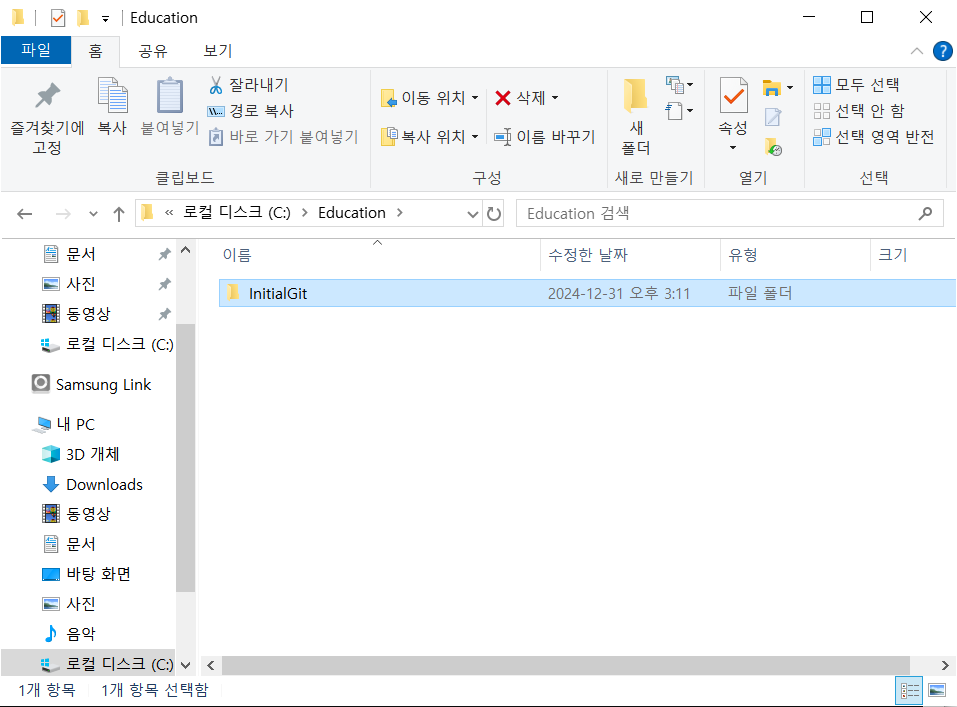 Education
파일 홈 공유 보기
즐겨찾기에 고정
복사
붙여넣기
잘라내기
경로 복사
바로 가기 붙여넣기
클립보드
이동 위치
복사 위치
삭제
이름 바꾸기
구성
새 폴더
새로 만들기
속성
열기
모두 선택
선택 안 함
선택 영역 반전
선택
« 로컬 디스크 (C:) > Education >
Education 검색
문서
사진
동영상
로컬 디스크 (C:)
Samsung Link
내 PC
3D 개체
Downloads
동영상
문서
바탕 화면
사진
음악
로컬 디스크 (C:)
이름 수정한 날짜 유형 크기
InitialGit 2024-12-31 오후 3:11 파일 폴더
1개 항목 1개 항목 선택함